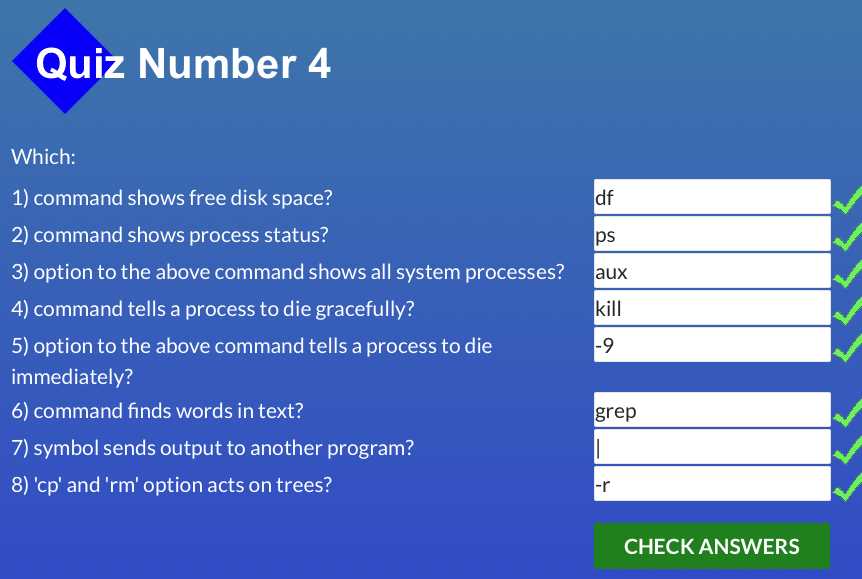 Quiz Number 4
Which:
1) command shows free disk space? df
2) command shows process status? ps
3) option to the above command shows all system processes? aux
4) command tells a process to die gracefully? kill
5) option to the above command tells a process to die -9
immediately?
6) command finds words in text? grep
7) symbol sends output to another program? |
8) 'cp' and 'rm' option acts on trees? -r
CHECK ANSWERS